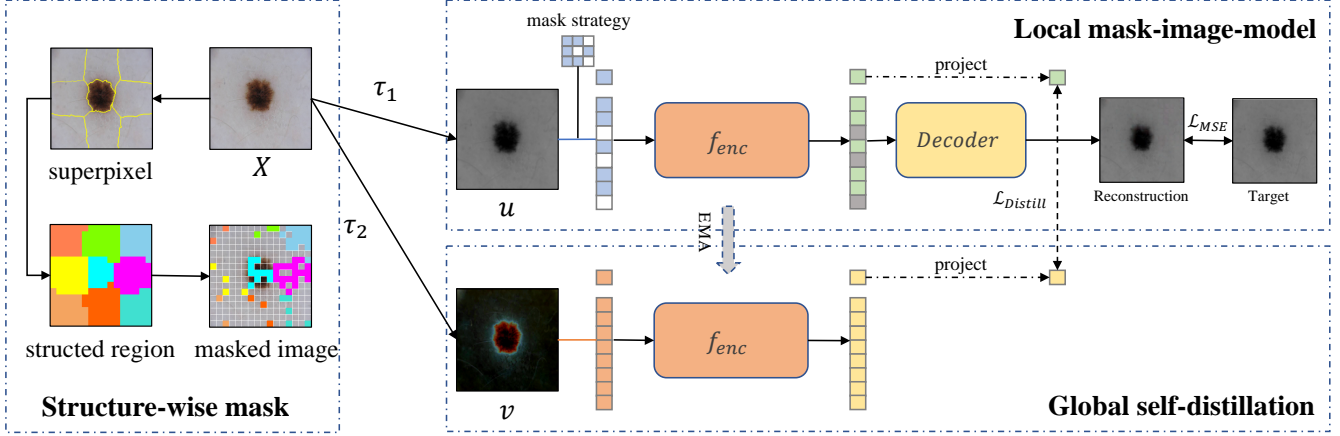 mask strategy
Local mask-image-model
project
τ₁
superpixel
X
f_enc
Decoder
ℒ_MSE
u
Reconstruction
Target
ℒ_Distill
τ₂
EMA
project
structed region
masked image
f_enc
v
Structure-wise mask
Global self-distillation